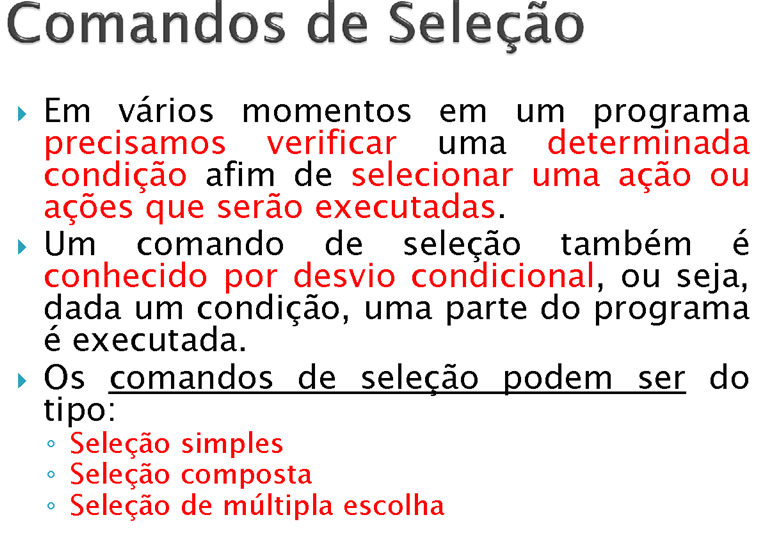 Comandos de Seleção
Em vários momentos em um programa
precisamos verificar uma determinada
condição afim de selecionar uma ação ou
ações que serão executadas.
Um comando de seleção também é
conhecido por desvio condicional, ou seja,
dada um condição, uma parte do programa
é executada.
Os comandos de seleção podem ser do
tipo:
Seleção simples
Seleção composta
Seleção de múltipla escolha